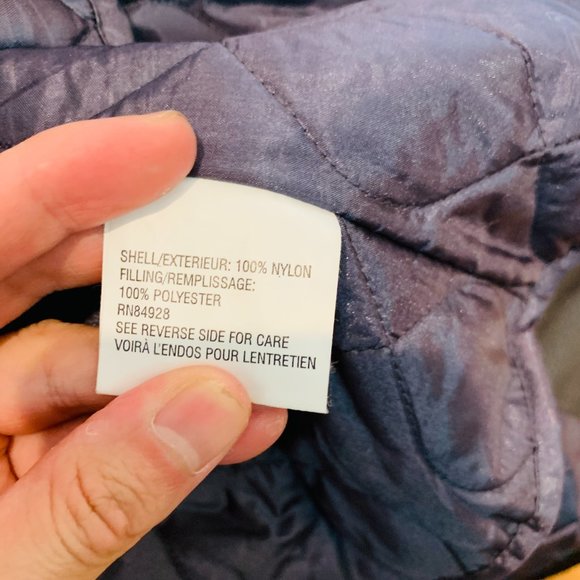 SHELL/EXTERIEUR: 100% NYLON
FILLING/REMPLISSAGE:
100% POLYESTER
RN84928
SEE REVERSE SIDE FOR CARE
VOIRÀ L'ENDOS POUR LENTRETIEN